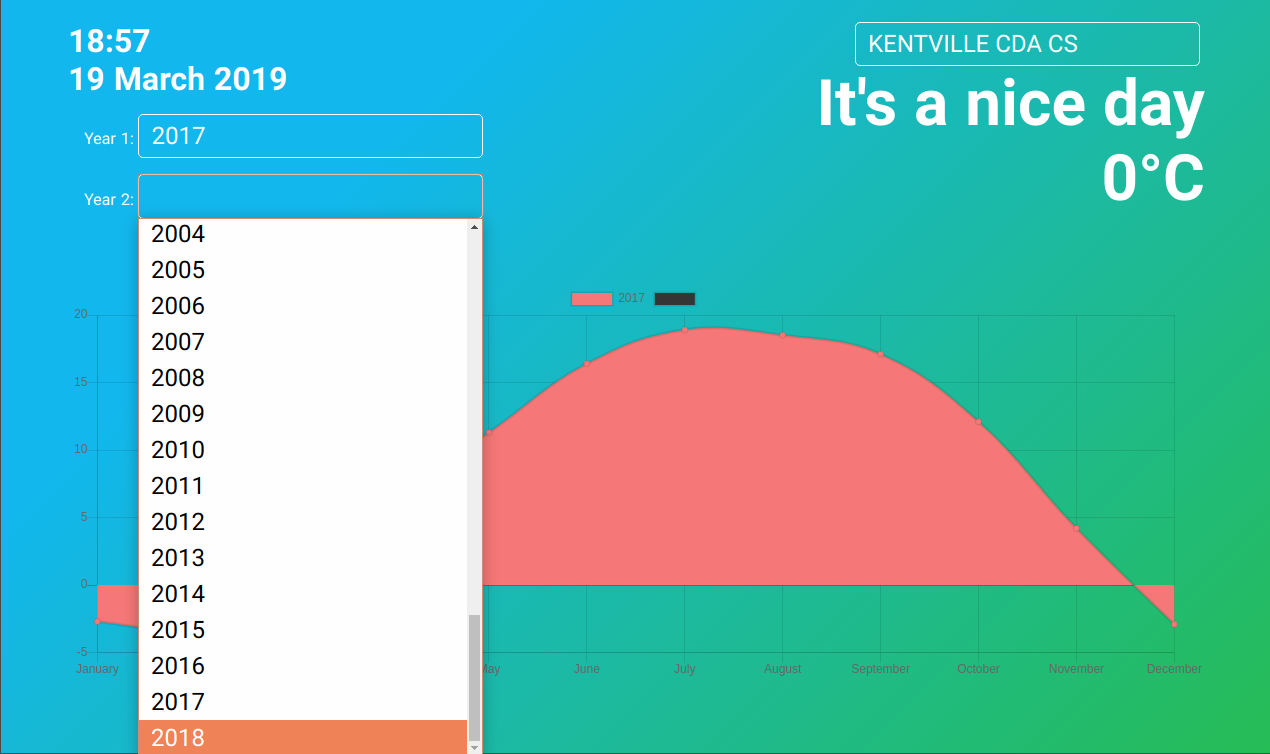 18:57
19 March 2019
KENTVILLE CDA CS
It's a nice day
0°C
Year 1: 2017
Year 2:
2004
2005
2006
2007
2008
2009
2010
2011
2012
2013
2014
2015
2016
2017
2018
2017
20
15
10
5
0
-5
January
May
June
July
August
September
October
November
December